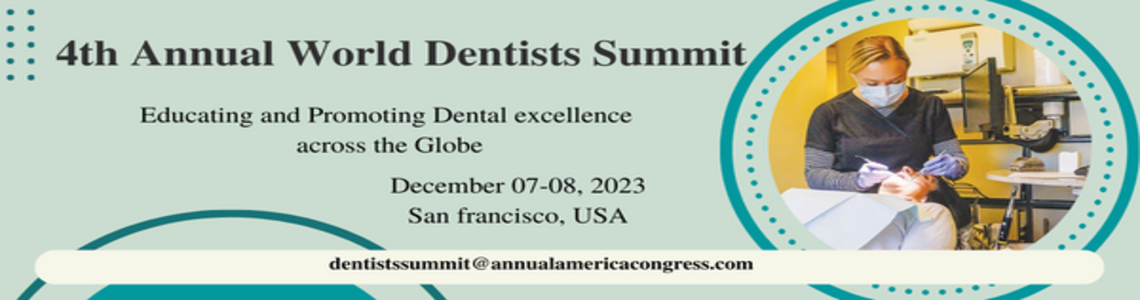 4th Annual World Dentists Summit
Educating and Promoting Dental excellence
across the Globe
December 07-08, 2023
San francisco, USA
dentistssummit@annualamericacongress.com